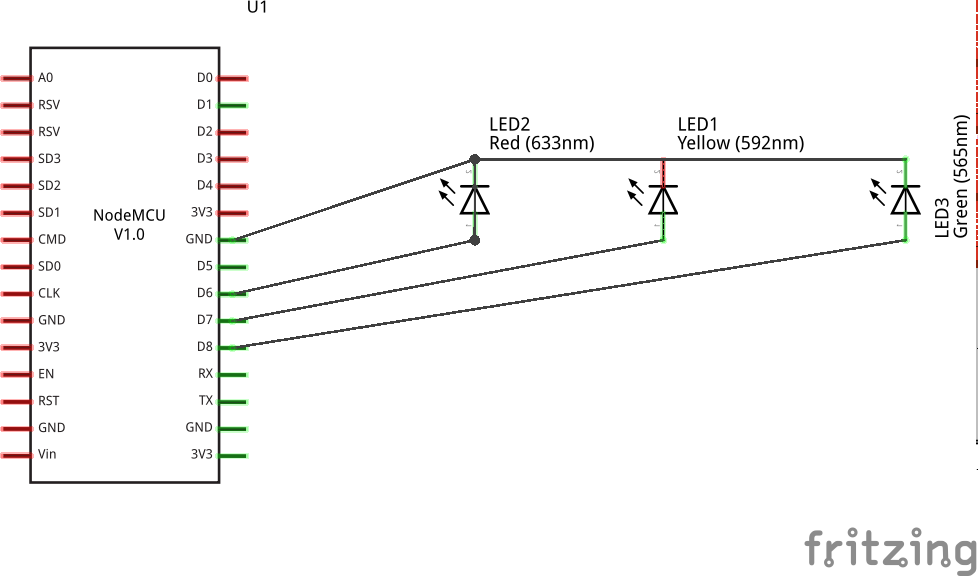 U1
A0
RSV
RSV
SD3
SD2
SD1
CMD
SD0
CLK
GND
3V3
EN
RST
GND
Vin
NodeMCU
V1.0
D0
D1
D2
D3
D4
3V3
GND
D5
D6
D7
D8
RX
TX
GND
3V3
LED2
Red (633nm)
LED1
Yellow (592nm)
LED3
Green (565nm)
fritzing